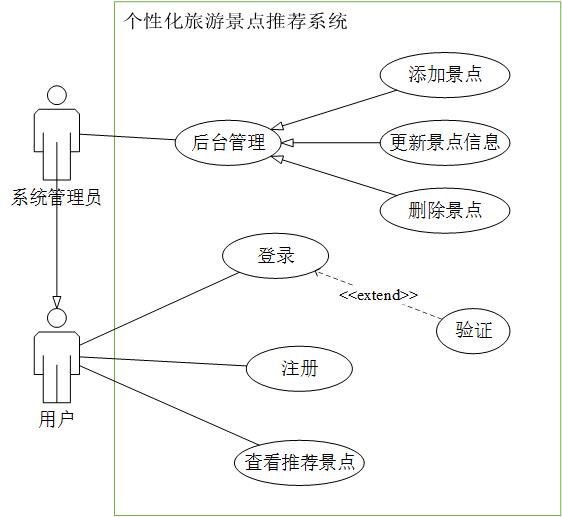 个性化旅游景点推荐系统
添加景点
后台管理
更新景点信息
系统管理员
删除景点
登录
<<extend>>
验证
注册
用户
查看推荐景点